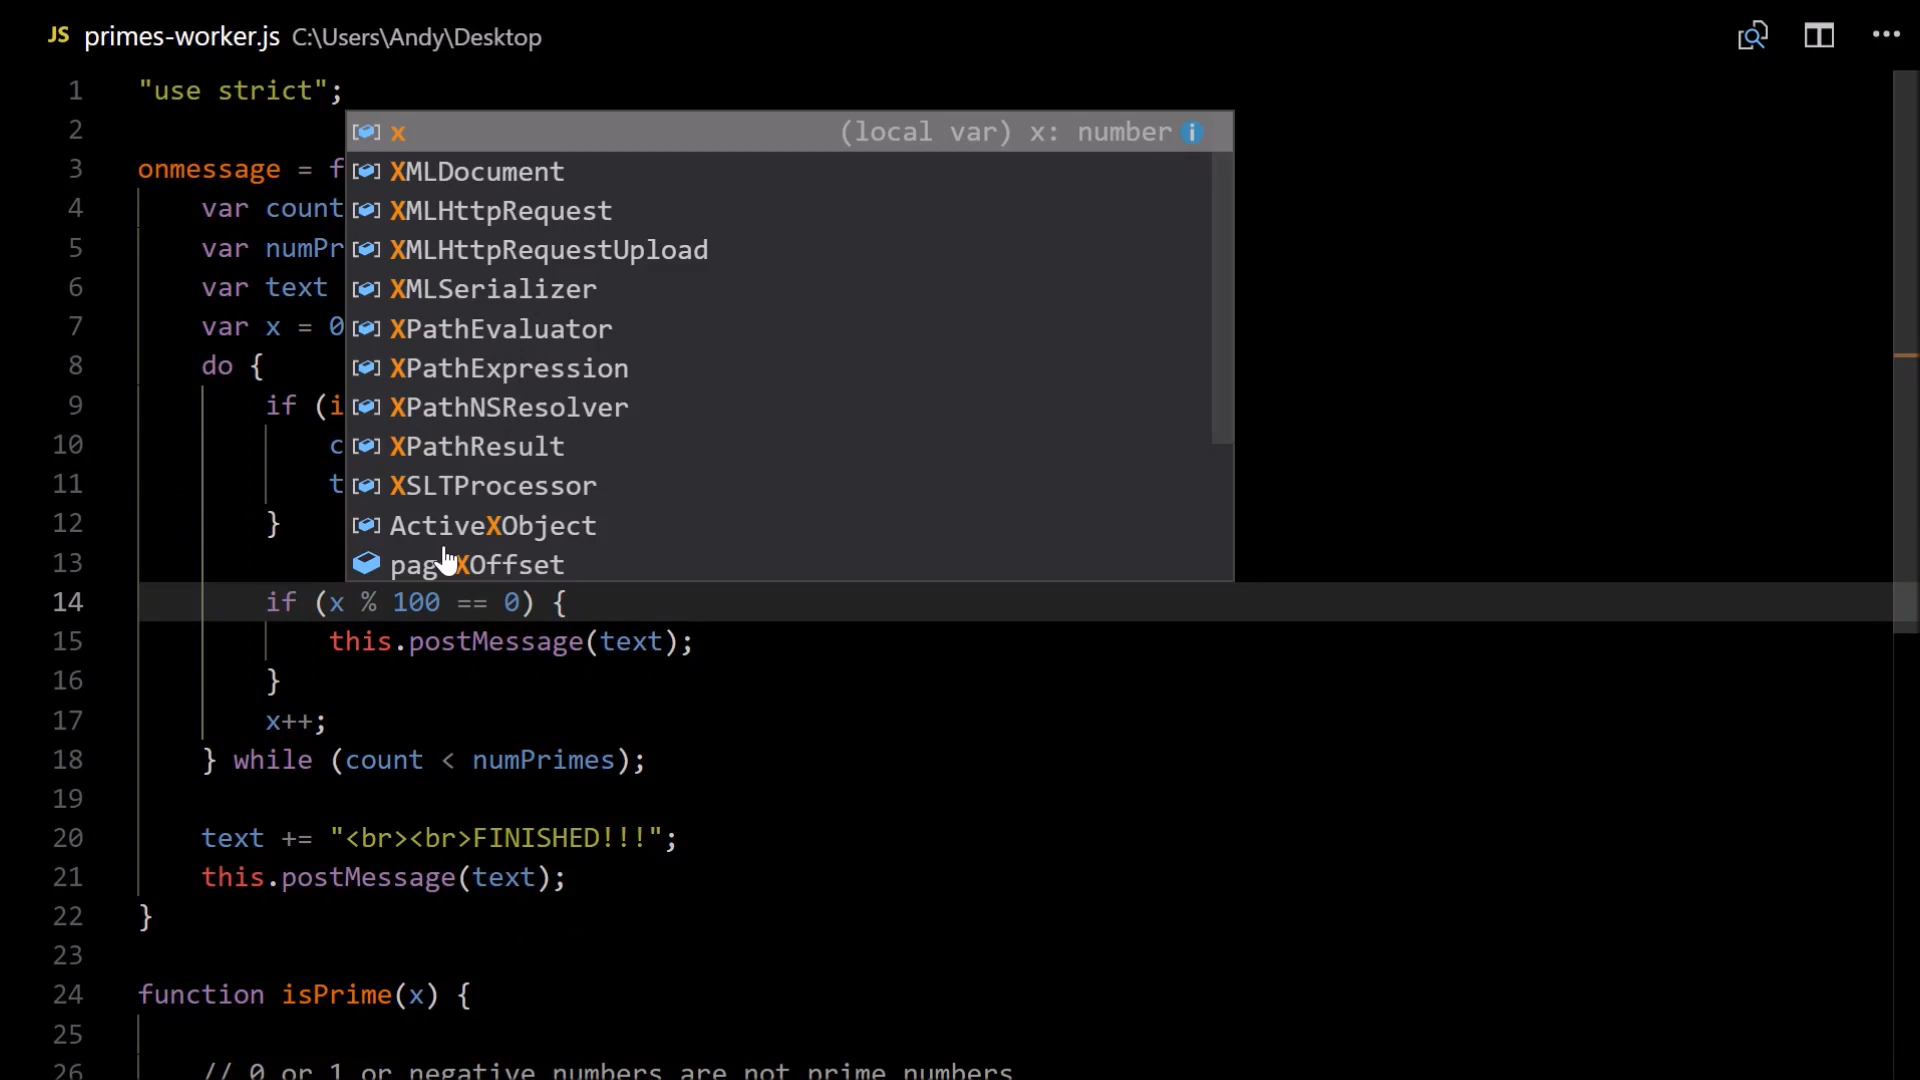 JS primes-worker.js C:\Users\Andy\Desktop
1 "use strict";
2 x (local var) x: number
3 onmessage = f
XMLDocument
4 var count XMLHttpRequest
5 var numPr XMLHttpRequestUpload
6 var text XMLSerializer
7 var x = 0 XPathEvaluator
8 do { XPathExpression
9 if (i XPathNSResolver
10 c XPathResult
11 t XSLTProcessor
12 } ActiveXObject
13 pag XOffset
14 if (x % 100 == 0) {
15 this.postMessage(text);
16 }
17 x++;
18 } while (count < numPrimes);
19
20 text += "<br><br>FINISHED!!!";
21 this.postMessage(text);
22 }
23
24 function isPrime(x) {
25
26 // 0 or 1 or negative numbers are not prime numbers